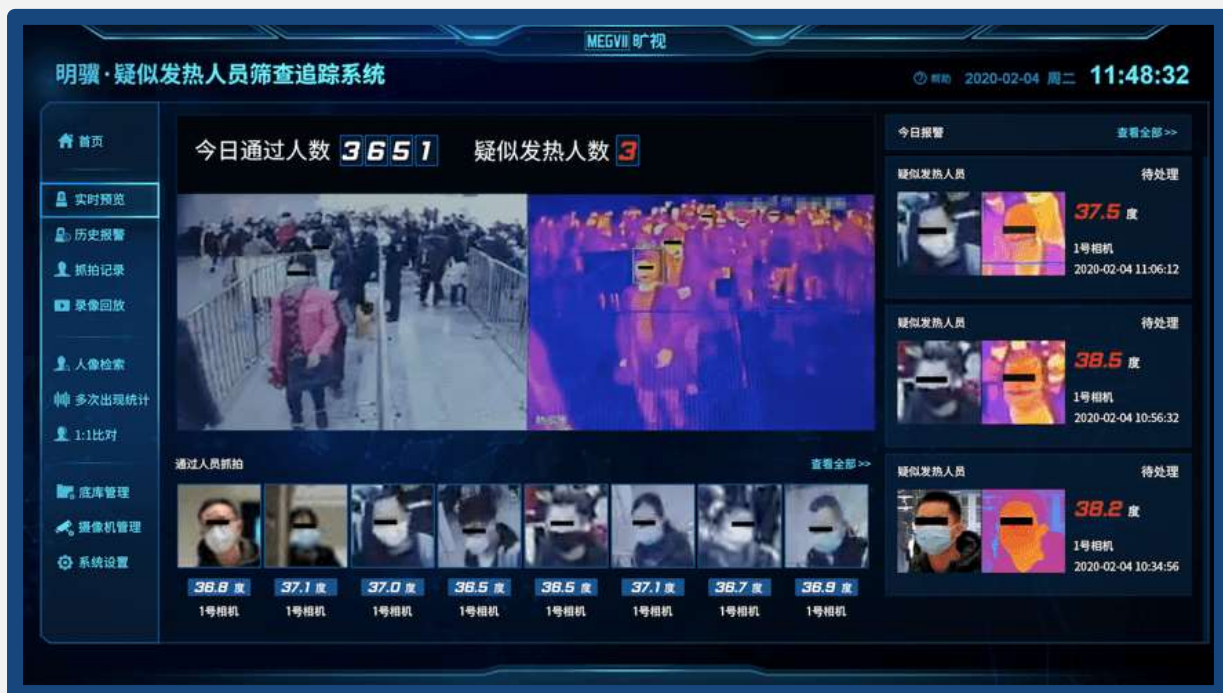 MEGVII 旷视
明骥·疑似发热人员筛查追踪系统
帮助 2020-02-04 周二 11:48:32
首页
实时预览
历史报警
抓拍记录
录像回放
人像检索
多次出现统计
1:1比对
底库管理
摄像机管理
系统设置
今日通过人数 3651 疑似发热人数 3
通过人员抓拍 查看全部>>
36.8 度 37.1 度 37.0 度 36.5 度 36.5 度 37.1 度 36.7 度 36.9 度
1号相机 1号相机 1号相机 1号相机 1号相机 1号相机 1号相机 1号相机
今日报警 查看全部>>
疑似发热人员 待处理
37.5 度
1号相机
2020-02-04 11:06:12
疑似发热人员 待处理
38.5 度
1号相机
2020-02-04 10:56:32
疑似发热人员 待处理
38.2 度
1号相机
2020-02-04 10:34:56